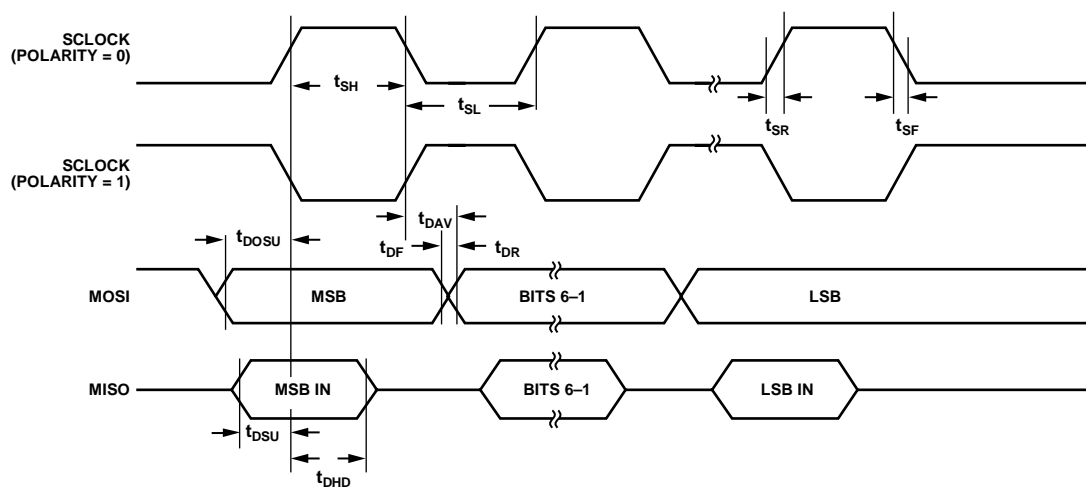 SCLOCK
(POLARITY = 0)
tSH
tSL
tSR
tSF
SCLOCK
(POLARITY = 1)
tDAV
tDOSU
tDF
tDR
MOSI
MSB
BITS 6–1
LSB
MISO
MSB IN
BITS 6–1
LSB IN
tDSU
tDHD